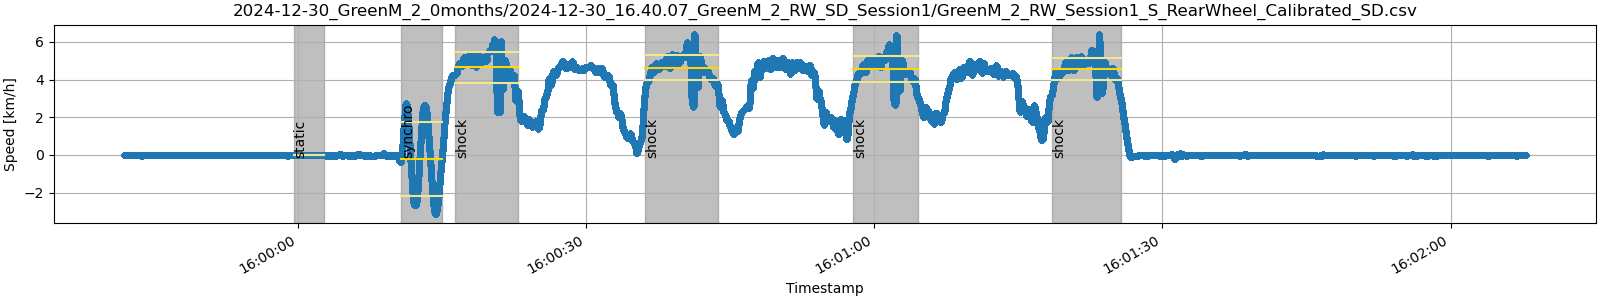 2024-12-30_GreenM_2_0months/2024-12-30_16.40.07_GreenM_2_RW_SD_Session1/GreenM_2_RW_Session1_S_RearWheel_Calibrated_SD.csv
Speed [km/h]
6
4
2
0
−2
static
synchro
shock
shock
shock
shock
16:00:00
16:00:30
16:01:00
16:01:30
16:02:00
Timestamp